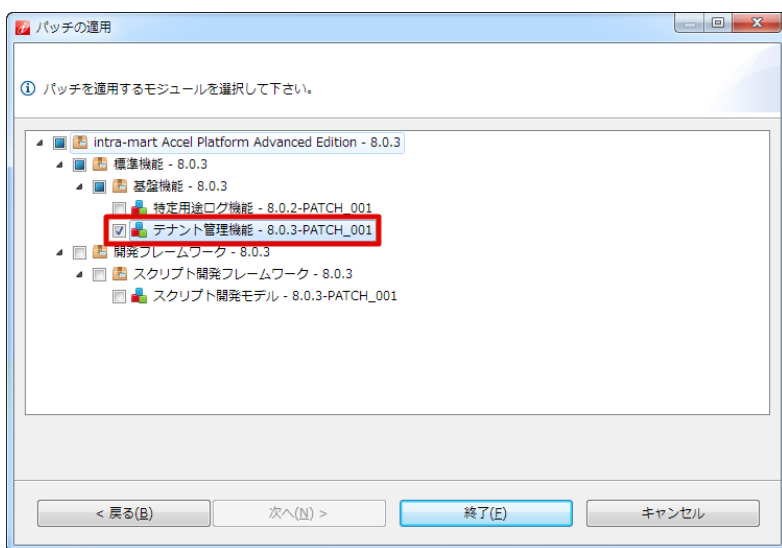 パッチの適用
パッチを適用するモジュールを選択して下さい。
intra-mart Accel Platform Advanced Edition - 8.0.3
標準機能 - 8.0.3
基盤機能 - 8.0.3
特定用途ログ機能 - 8.0.2-PATCH_001
テナント管理機能 - 8.0.3-PATCH_001
開発フレームワーク - 8.0.3
スクリプト開発フレームワーク - 8.0.3
スクリプト開発モデル - 8.0.3-PATCH_001
< 戻る(B) 次へ(N) > 終了(F) キャンセル